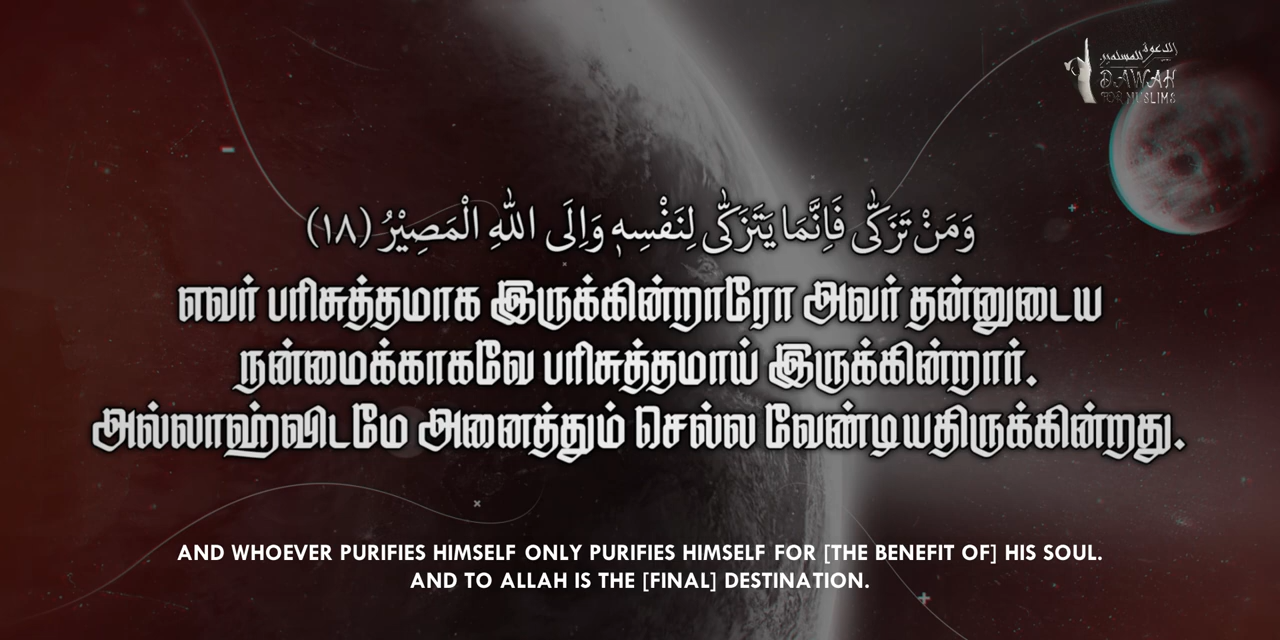 الدعوة للمسلمين
DAWAH
FOR MUSLIMS
وَمَنْ تَزَكّٰى فَاِنَّمَا يَتَزَكّٰى لِنَفْسِهٖ وَاِلَى اللّٰهِ الْمَصِيْرُ (١٨)
எவர் பரிசுத்தமாக இருக்கின்றாரோ அவர் தன்னுடைய
நன்மைக்காகவே பரிசுத்தமாய் இருக்கின்றார்.
அல்லாஹ்விடமே அனைத்தும் செல்ல வேண்டியதிருக்கின்றது.
AND WHOEVER PURIFIES HIMSELF ONLY PURIFIES HIMSELF FOR [THE BENEFIT OF] HIS SOUL.
AND TO ALLAH IS THE [FINAL] DESTINATION.